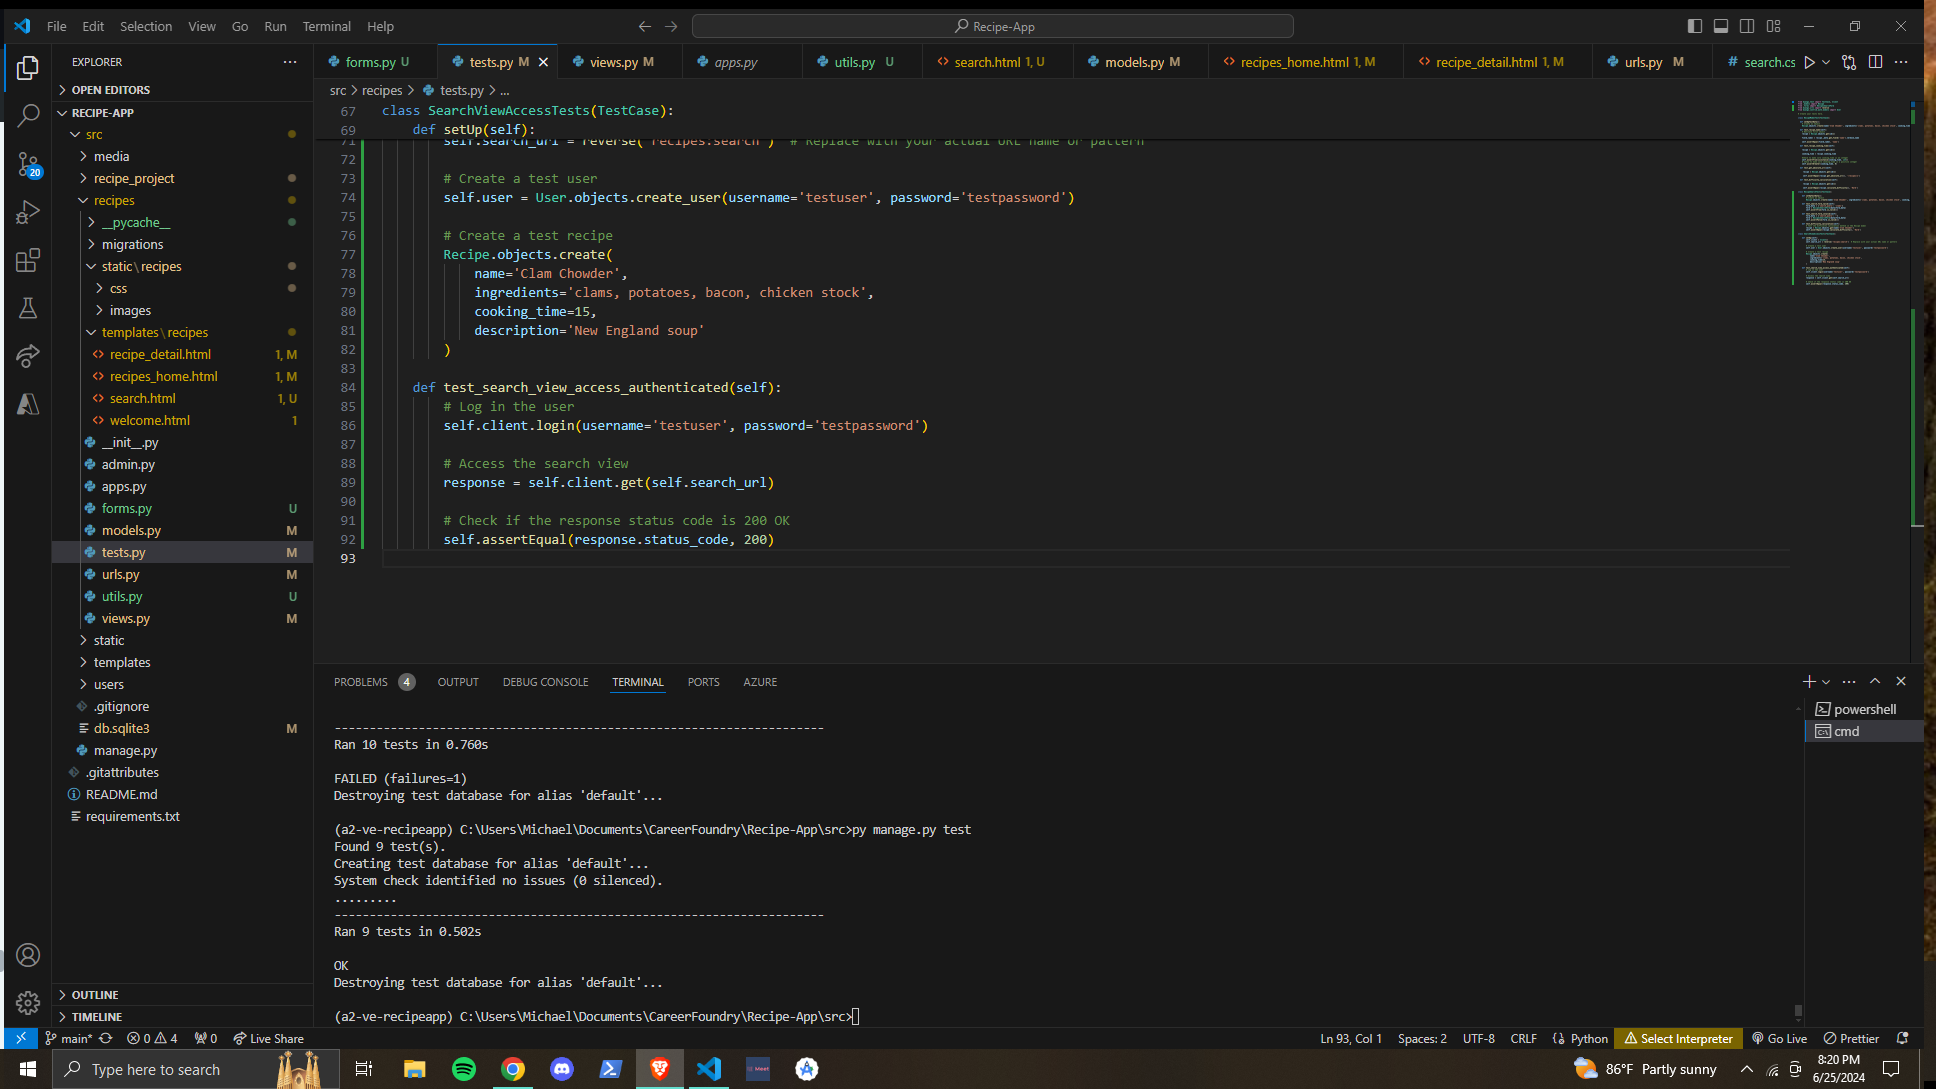 File Edit Selection View Go Run Terminal Help
Recipe-App
EXPLORER
forms.py U
tests.py M
views.py M
apps.py
utils.py U
search.html 1, U
models.py M
recipes_home.html 1, M
recipe_detail.html 1, M
urls.py M
search.cs
OPEN EDITORS
RECIPE-APP
src
media
recipe_project
recipes
__pycache__
migrations
static\recipes
css
images
templates\recipes
recipe_detail.html 1, M
recipes_home.html 1, M
search.html 1, U
welcome.html 1
__init__.py
admin.py
apps.py
forms.py U
models.py M
tests.py M
urls.py M
utils.py U
views.py M
static
templates
users
.gitignore
db.sqlite3 M
manage.py
.gitattributes
README.md
requirements.txt
OUTLINE
TIMELINE
20
src > recipes > tests.py > ...
67 class SearchViewAccessTests(TestCase):
69 def setUp(self):
71 self.search_url = reverse('recipes:search') # Replace with your actual URL name or pattern
72
73 # Create a test user
74 self.user = User.objects.create_user(username='testuser', password='testpassword')
75
76 # Create a test recipe
77 Recipe.objects.create(
78 name='Clam Chowder',
79 ingredients='clams, potatoes, bacon, chicken stock',
80 cooking_time=15,
81 description='New England soup'
82 )
83
84 def test_search_view_access_authenticated(self):
85 # Log in the user
86 self.client.login(username='testuser', password='testpassword')
87
88 # Access the search view
89 response = self.client.get(self.search_url)
90
91 # Check if the response status code is 200 OK
92 self.assertEqual(response.status_code, 200)
93
PROBLEMS 4 OUTPUT DEBUG CONSOLE TERMINAL PORTS AZURE
powershell
cmd
----------------------------------------------------------------------
Ran 10 tests in 0.760s
FAILED (failures=1)
Destroying test database for alias 'default'...
(a2-ve-recipeapp) C:\Users\Michael\Documents\CareerFoundry\Recipe-App\src>py manage.py test
Found 9 test(s).
Creating test database for alias 'default'...
System check identified no issues (0 silenced).
.........
----------------------------------------------------------------------
Ran 9 tests in 0.502s
OK
Destroying test database for alias 'default'...
(a2-ve-recipeapp) C:\Users\Michael\Documents\CareerFoundry\Recipe-App\src>
main* 0 4 0 Live Share
Ln 93, Col 1 Spaces: 2 UTF-8 CRLF Python Select Interpreter Go Live Prettier
Type here to search
86°F Partly sunny
8:20 PM
6/25/2024